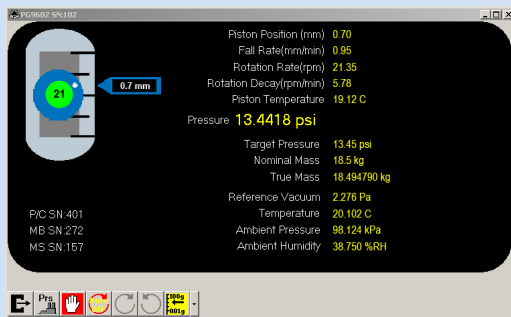 PG9602 SN:102
Piston Position (mm) 0.70
Fall Rate(mm/min) 0.95
Rotation Rate(rpm) 21.35
Rotation Decay(rpm/min) 5.78
Piston Temperature 19.12 C
21
0.7 mm
Pressure 13.4418 psi
Target Pressure 13.45 psi
Nominal Mass 18.5 kg
True Mass 18.494790 kg
Reference Vacuum 2.276 Pa
Temperature 20.102 C
Ambient Pressure 98.124 kPa
Ambient Humidity 38.750 %RH
P/C SN:401
MB SN:272
MS SN:157
Prs
100g
0.01g